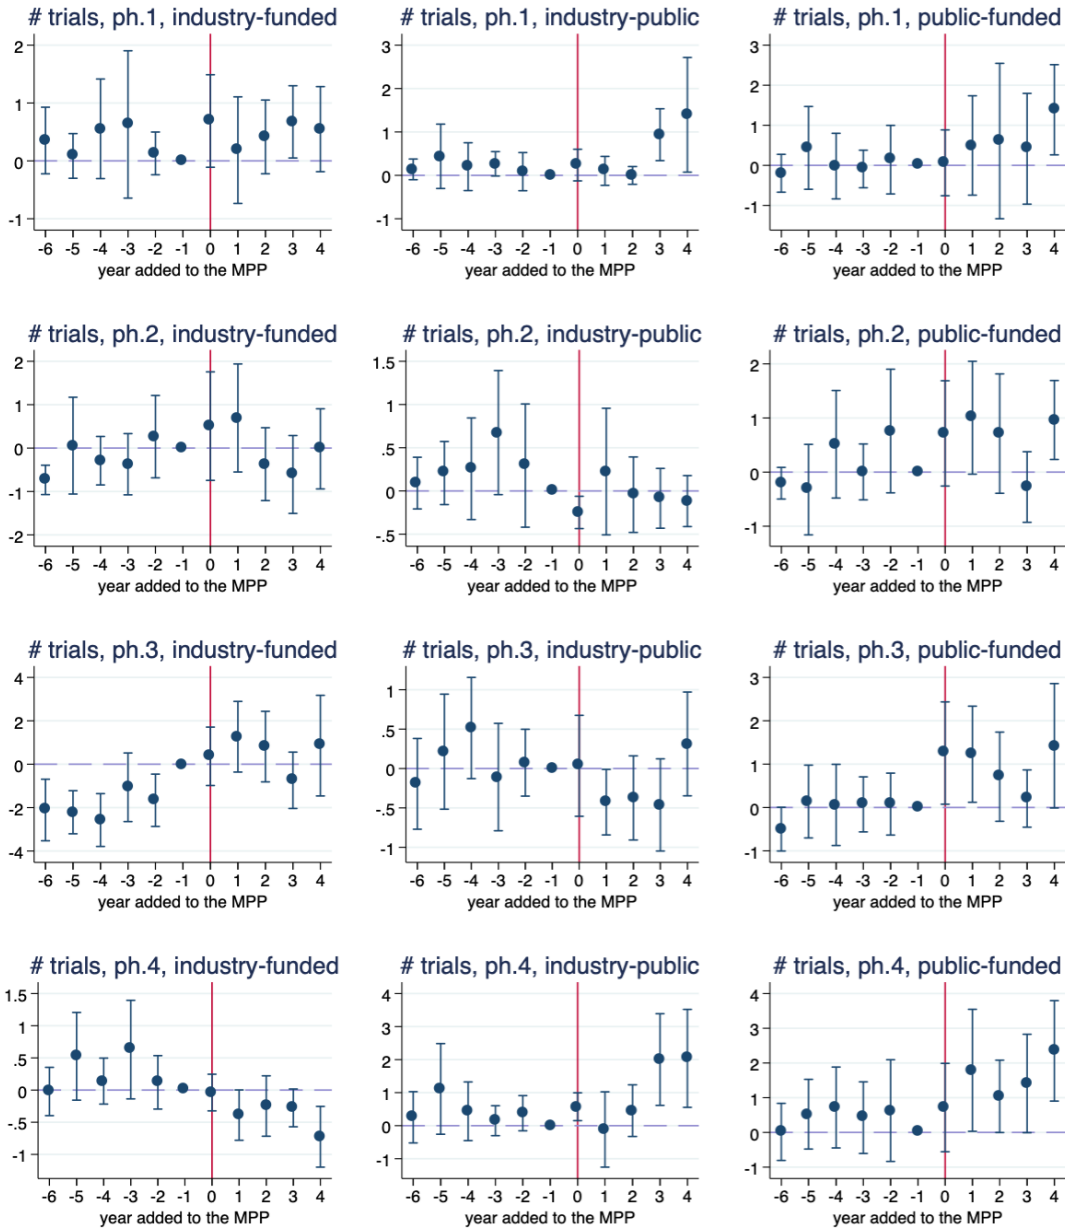 # trials, ph.1, industry-funded
2
1
0
-1
-6 -5 -4 -3 -2 -1 0 1 2 3 4
year added to the MPP
# trials, ph.1, industry-public
3
2
1
0
-1
-6 -5 -4 -3 -2 -1 0 1 2 3 4
year added to the MPP
# trials, ph.1, public-funded
3
2
1
0
-1
-6 -5 -4 -3 -2 -1 0 1 2 3 4
year added to the MPP
# trials, ph.2, industry-funded
2
1
0
-1
-2
-6 -5 -4 -3 -2 -1 0 1 2 3 4
year added to the MPP
# trials, ph.2, industry-public
1.5
1
.5
0
-.5
-6 -5 -4 -3 -2 -1 0 1 2 3 4
year added to the MPP
# trials, ph.2, public-funded
2
1
0
-1
-6 -5 -4 -3 -2 -1 0 1 2 3 4
year added to the MPP
# trials, ph.3, industry-funded
4
2
0
-2
-4
-6 -5 -4 -3 -2 -1 0 1 2 3 4
year added to the MPP
# trials, ph.3, industry-public
1
.5
0
-.5
-1
-6 -5 -4 -3 -2 -1 0 1 2 3 4
year added to the MPP
# trials, ph.3, public-funded
3
2
1
0
-1
-6 -5 -4 -3 -2 -1 0 1 2 3 4
year added to the MPP
# trials, ph.4, industry-funded
1.5
1
.5
0
-.5
-1
-6 -5 -4 -3 -2 -1 0 1 2 3 4
year added to the MPP
# trials, ph.4, industry-public
4
3
2
1
0
-1
-6 -5 -4 -3 -2 -1 0 1 2 3 4
year added to the MPP
# trials, ph.4, public-funded
4
3
2
1
0
-1
-6 -5 -4 -3 -2 -1 0 1 2 3 4
year added to the MPP